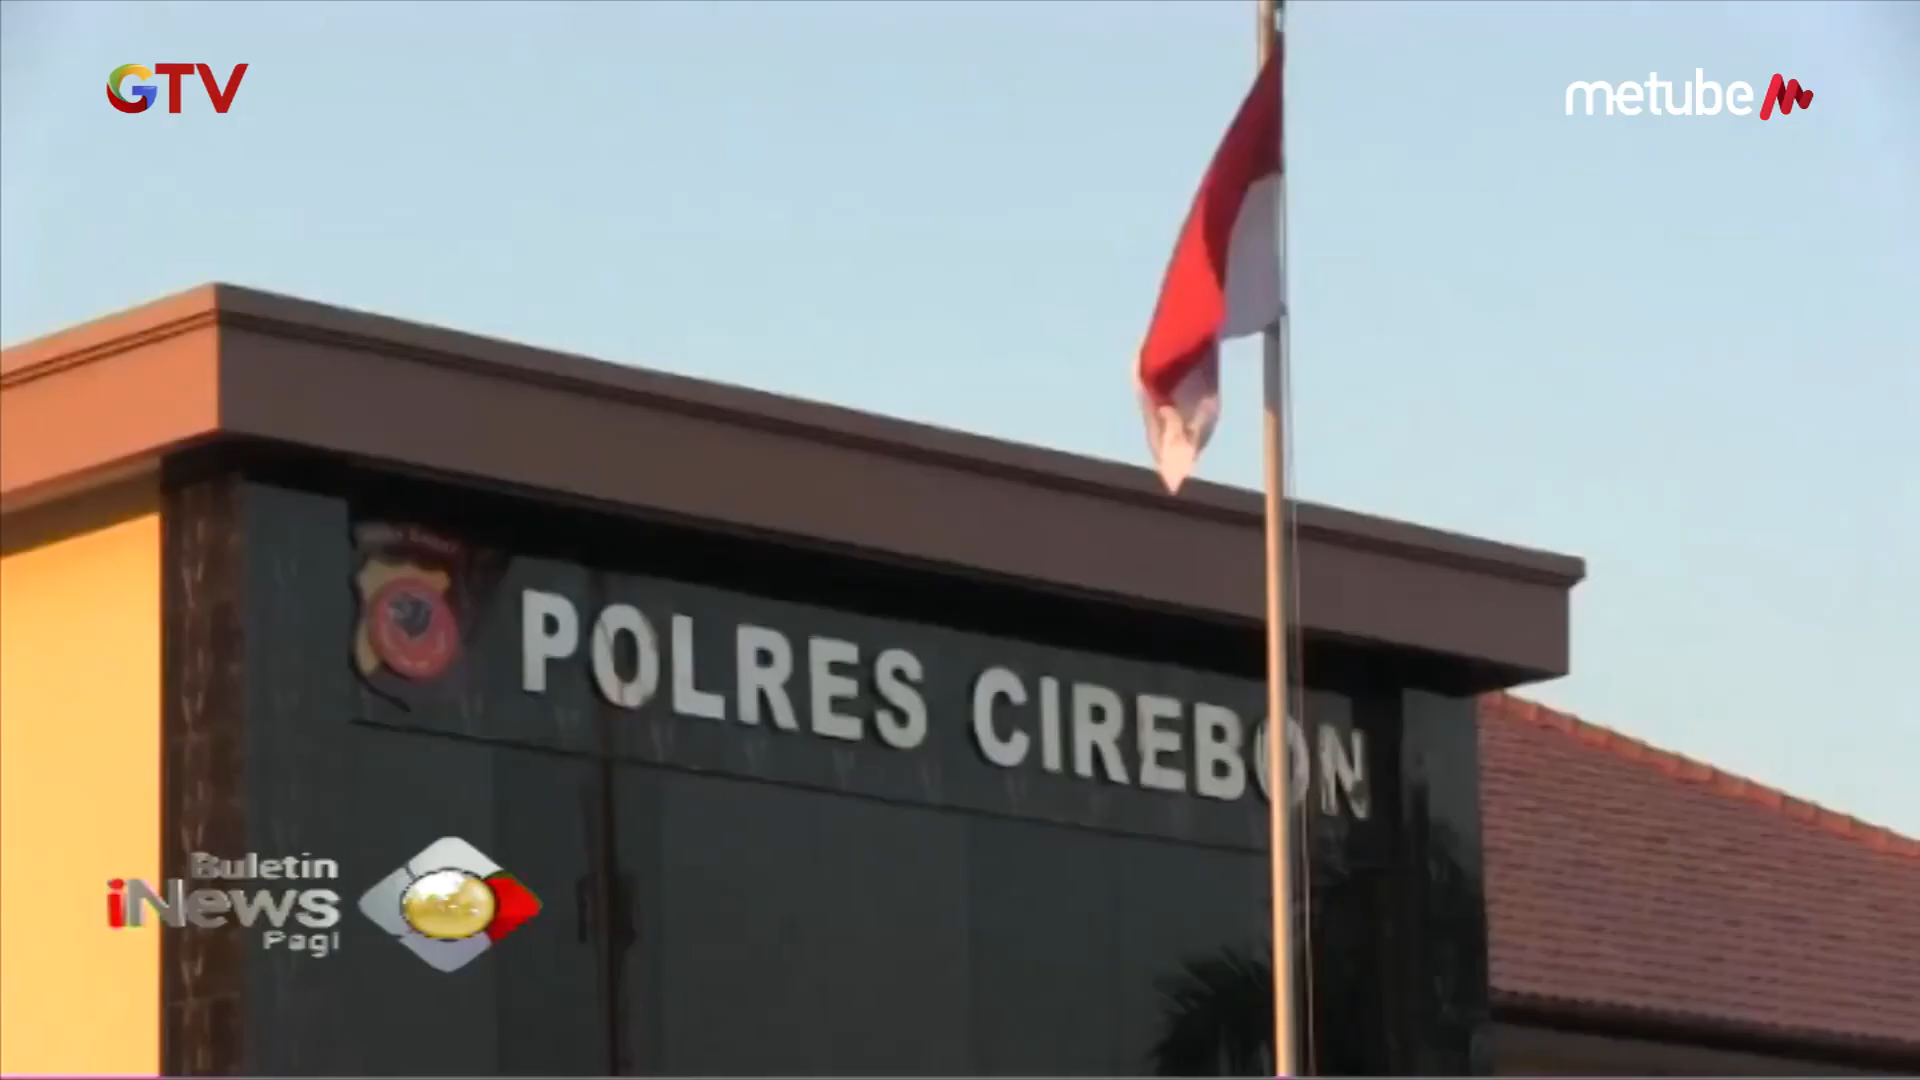 GTV
metube
POLRES CIREBON
Buletin
iNews
Pagi